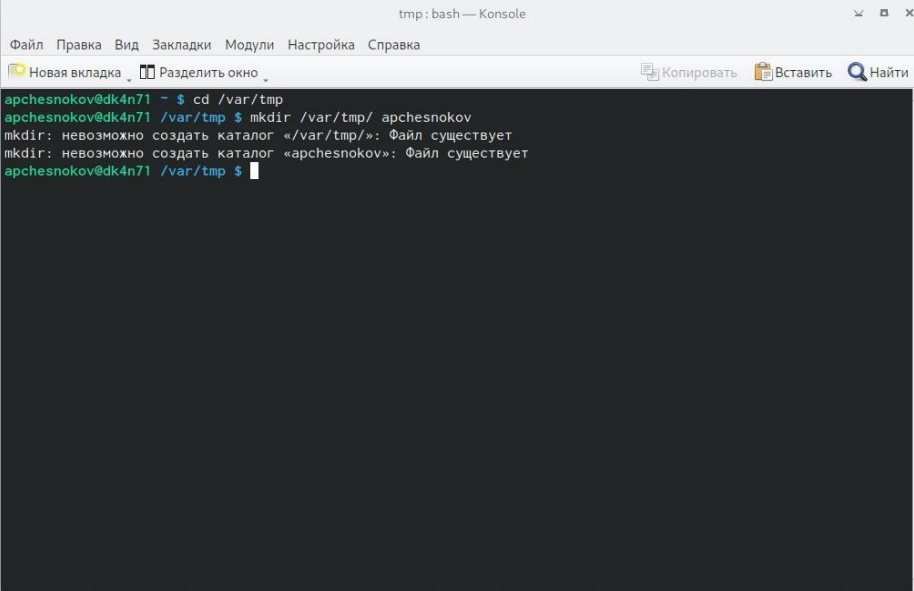 tmp : bash — Konsole
Файл Правка Вид Закладки Модули Настройка Справка
Новая вкладка Разделить окно Копировать Вставить Найти
apchesnokov@dk4n71 ~ $ cd /var/tmp
apchesnokov@dk4n71 /var/tmp $ mkdir /var/tmp/ apchesnokov
mkdir: невозможно создать каталог «/var/tmp/»: Файл существует
mkdir: невозможно создать каталог «apchesnokov»: Файл существует
apchesnokov@dk4n71 /var/tmp $